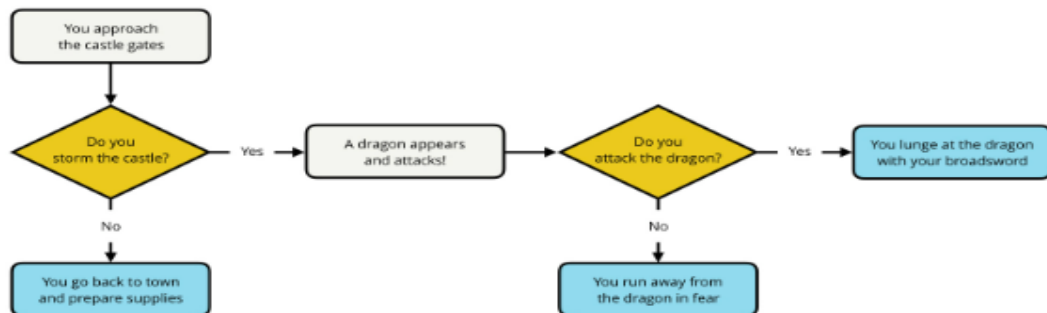 You approach
the castle gates
Do you
storm the castle?
Yes
A dragon appears
and attacks!
Do you
attack the dragon?
Yes
You lunge at the dragon
with your broadsword
No
No
You go back to town
and prepare supplies
You run away from
the dragon in fear